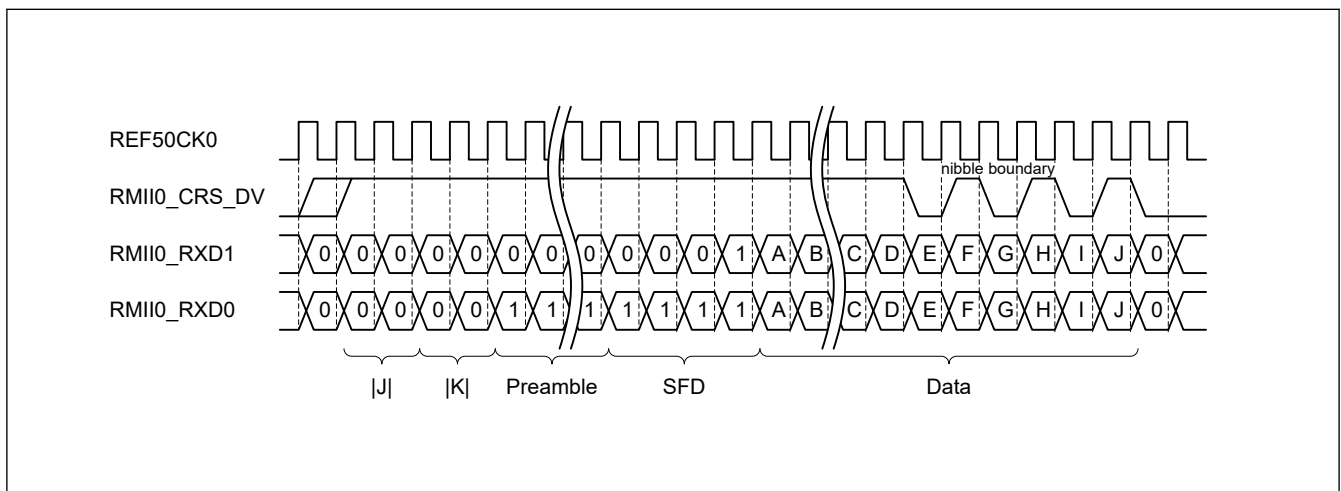 REF50CK0
nibble boundary
RMII0_CRS_DV
RMII0_RXD1 0 0 0 0 0 0 0 0 0 0 0 1 A B C D E F G H I J 0
RMII0_RXD0 0 0 0 0 0 1 1 1 1 1 1 1 A B C D E F G H I J 0
|J| |K| Preamble SFD Data